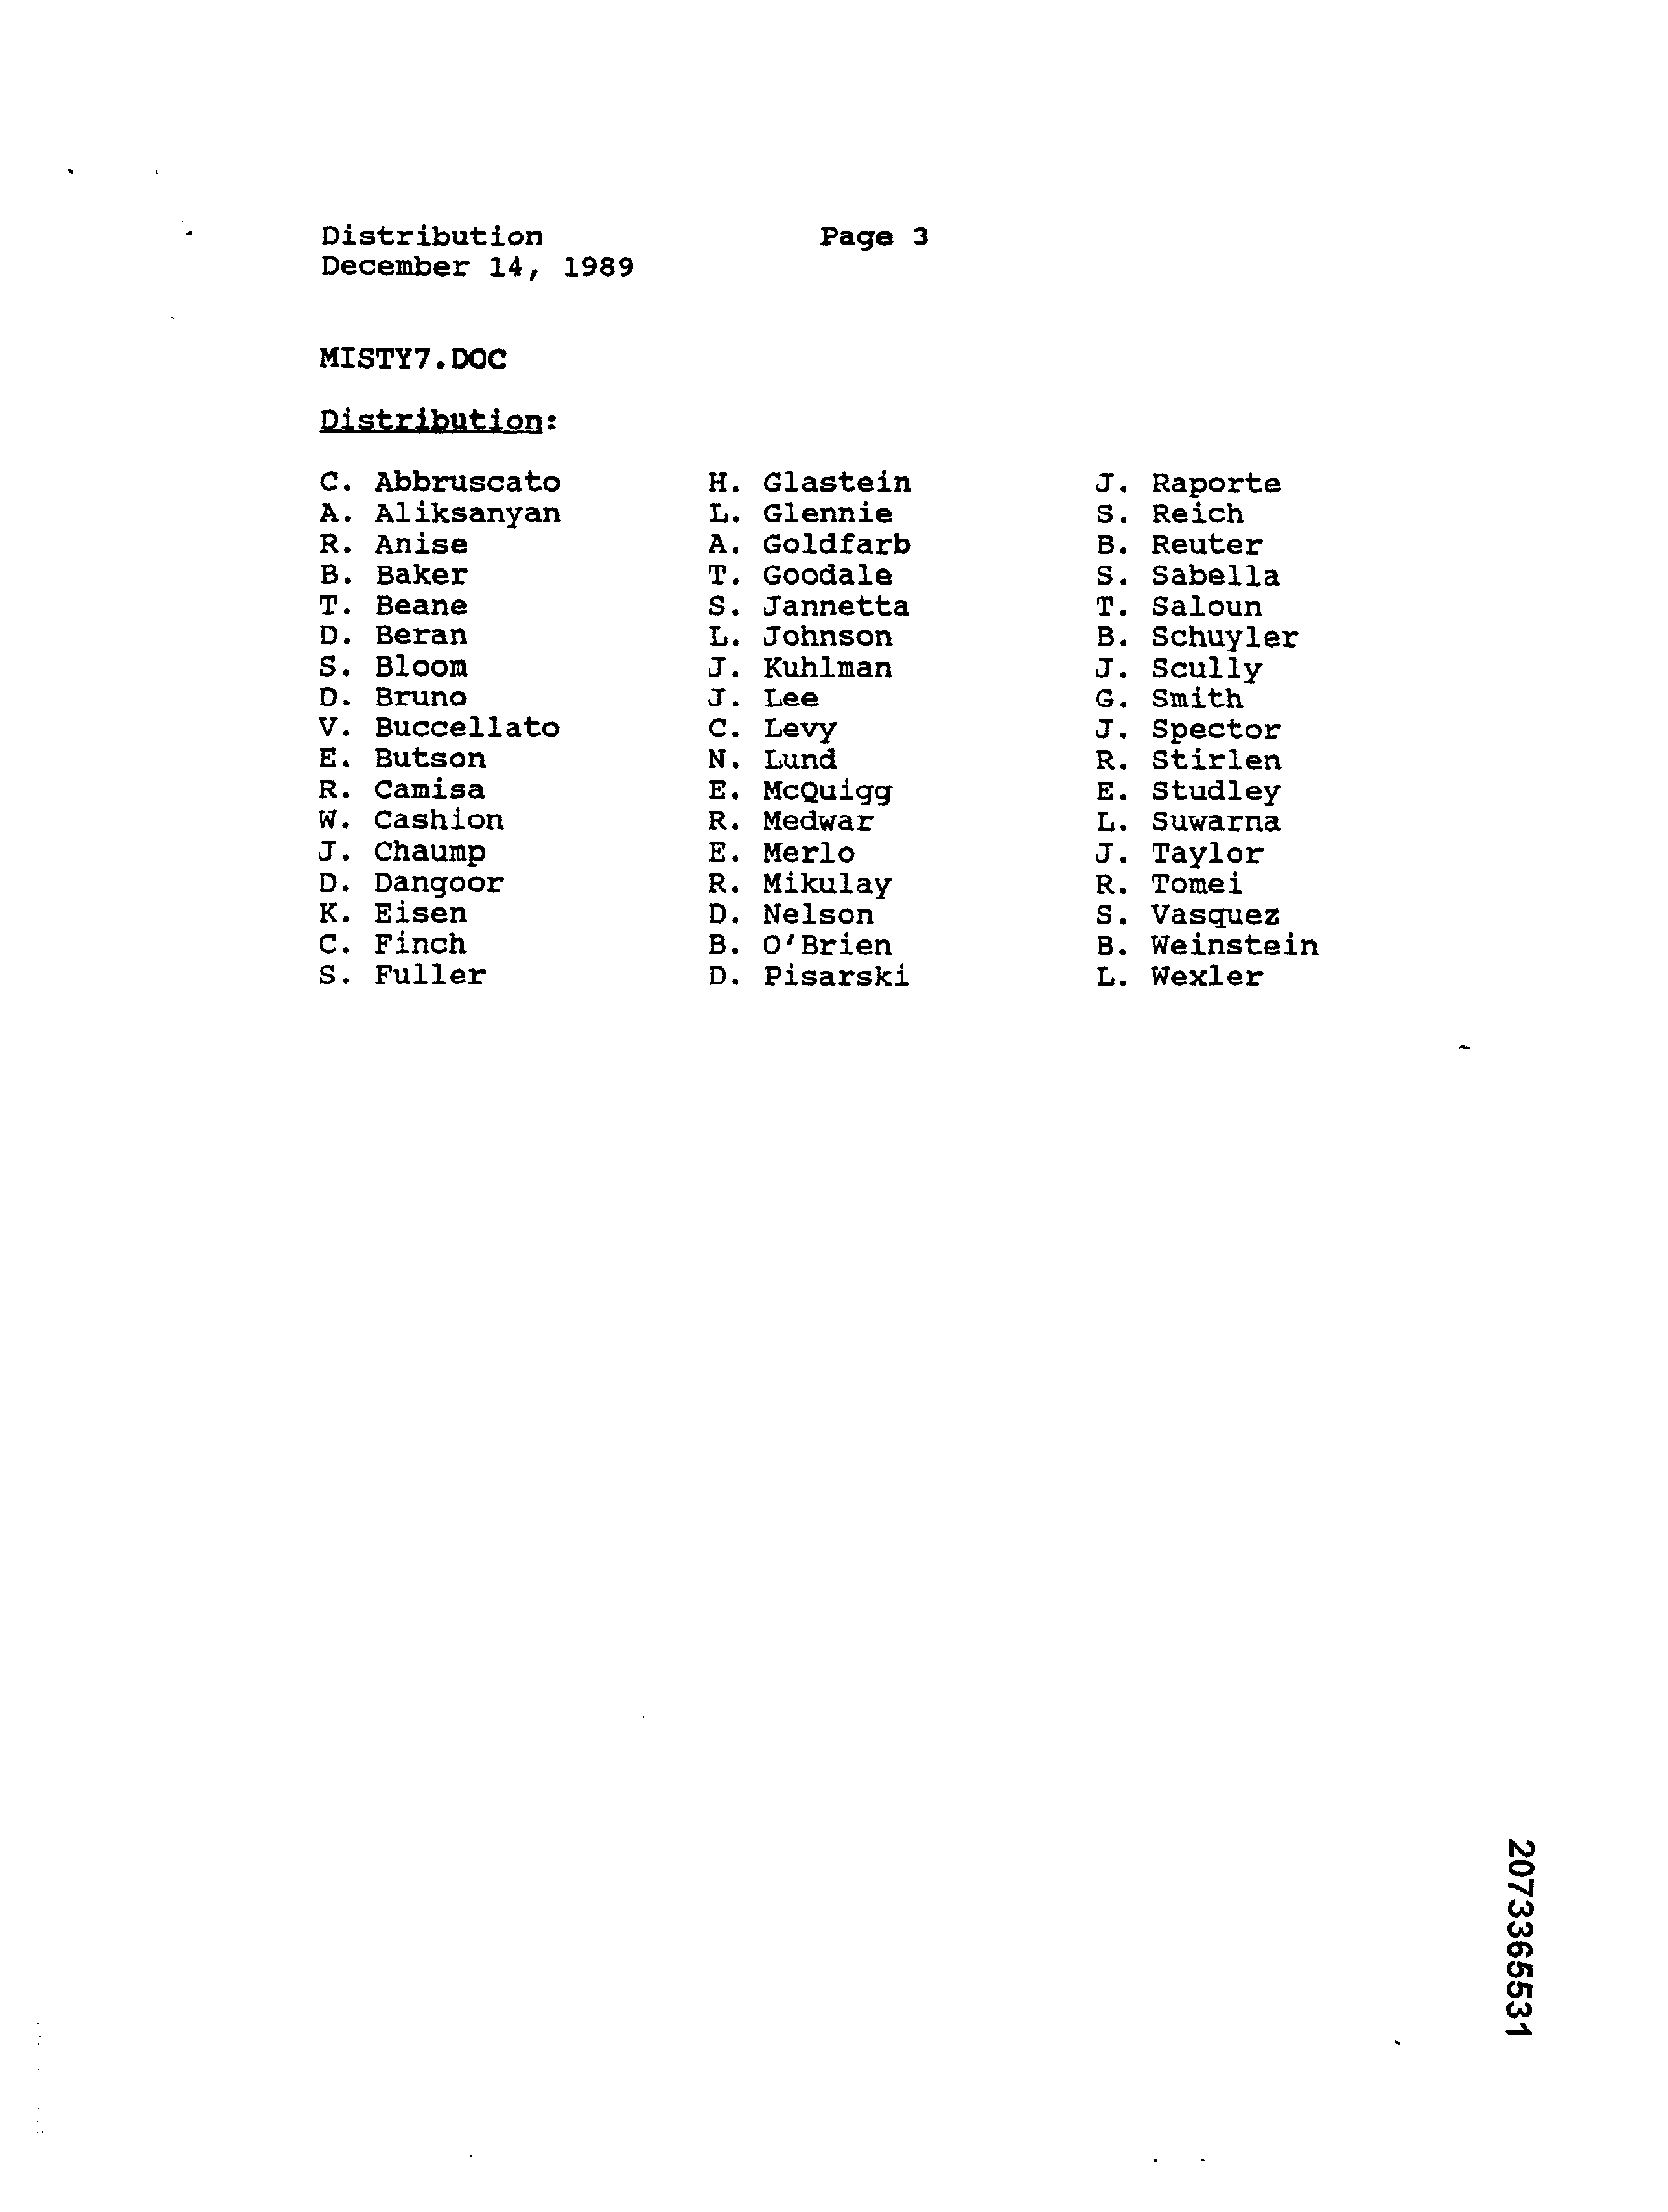 Distribution Page 3
December 14, 1989
MISTY7.DOC
Distribution:
C. Abbruscato H. Glastein J. Raporte
A. Aliksanyan L. Glennie S. Reich
R. Anise A. Goldfarb B. Reuter
B. Baker T. Goodale S. Sabella
T. Beane S. Jannetta T. Saloun
D. Beran L. Johnson B. Schuyler
S. Bloom J. Kuhlman J. Scully
D. Bruno J. Lee G. Smith
V. Buccellato C. Levy J. Spector
E. Butson N. Lund R. Stirlen
R. Camisa E. McQuigg E. Studley
W. Cashion R. Medwar L. Suwarna
J. Chaump E. Merlo J. Taylor
D. Dangoor R. Mikulay R. Tomei
K. Eisen D. Nelson S. Vasquez
C. Finch B. O'Brien B. Weinstein
S. Fuller D. Pisarski L. Wexler
2073365531